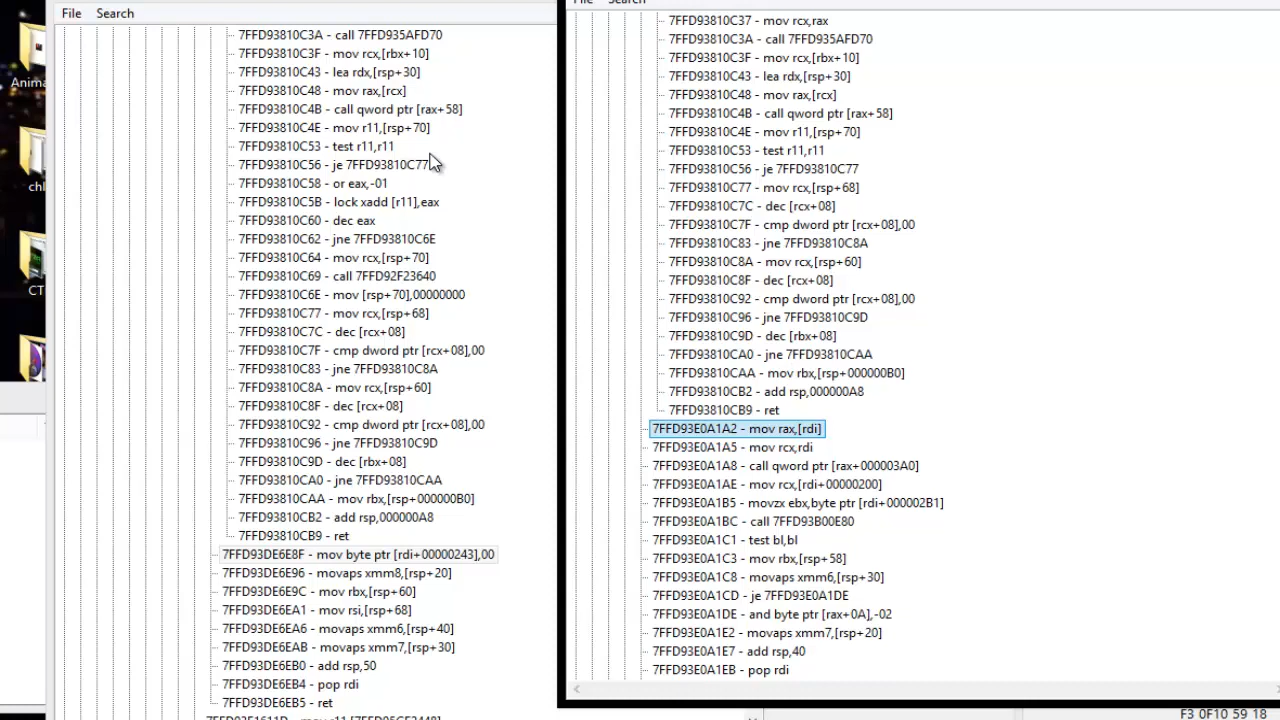 Anima
chl
CT
File Search
7FFD93810C3A - call 7FFD935AFD70
7FFD93810C3F - mov rcx,[rbx+10]
7FFD93810C43 - lea rdx,[rsp+30]
7FFD93810C48 - mov rax,[rcx]
7FFD93810C4B - call qword ptr [rax+58]
7FFD93810C4E - mov r11,[rsp+70]
7FFD93810C53 - test r11,r11
7FFD93810C56 - je 7FFD93810C77
7FFD93810C58 - or eax,-01
7FFD93810C5B - lock xadd [r11],eax
7FFD93810C60 - dec eax
7FFD93810C62 - jne 7FFD93810C6E
7FFD93810C64 - mov rcx,[rsp+70]
7FFD93810C69 - call 7FFD92F23640
7FFD93810C6E - mov [rsp+70],00000000
7FFD93810C77 - mov rcx,[rsp+68]
7FFD93810C7C - dec [rcx+08]
7FFD93810C7F - cmp dword ptr [rcx+08],00
7FFD93810C83 - jne 7FFD93810C8A
7FFD93810C8A - mov rcx,[rsp+60]
7FFD93810C8F - dec [rcx+08]
7FFD93810C92 - cmp dword ptr [rcx+08],00
7FFD93810C96 - jne 7FFD93810C9D
7FFD93810C9D - dec [rbx+08]
7FFD93810CA0 - jne 7FFD93810CAA
7FFD93810CAA - mov rbx,[rsp+000000B0]
7FFD93810CB2 - add rsp,000000A8
7FFD93810CB9 - ret
7FFD93DE6E8F - mov byte ptr [rdi+00000243],00
7FFD93DE6E96 - movaps xmm8,[rsp+20]
7FFD93DE6E9C - mov rbx,[rsp+60]
7FFD93DE6EA1 - mov rsi,[rsp+68]
7FFD93DE6EA6 - movaps xmm6,[rsp+40]
7FFD93DE6EAB - movaps xmm7,[rsp+30]
7FFD93DE6EB0 - add rsp,50
7FFD93DE6EB4 - pop rdi
7FFD93DE6EB5 - ret
File Search
7FFD93810C37 - mov rcx,rax
7FFD93810C3A - call 7FFD935AFD70
7FFD93810C3F - mov rcx,[rbx+10]
7FFD93810C43 - lea rdx,[rsp+30]
7FFD93810C48 - mov rax,[rcx]
7FFD93810C4B - call qword ptr [rax+58]
7FFD93810C4E - mov r11,[rsp+70]
7FFD93810C53 - test r11,r11
7FFD93810C56 - je 7FFD93810C77
7FFD93810C77 - mov rcx,[rsp+68]
7FFD93810C7C - dec [rcx+08]
7FFD93810C7F - cmp dword ptr [rcx+08],00
7FFD93810C83 - jne 7FFD93810C8A
7FFD93810C8A - mov rcx,[rsp+60]
7FFD93810C8F - dec [rcx+08]
7FFD93810C92 - cmp dword ptr [rcx+08],00
7FFD93810C96 - jne 7FFD93810C9D
7FFD93810C9D - dec [rbx+08]
7FFD93810CA0 - jne 7FFD93810CAA
7FFD93810CAA - mov rbx,[rsp+000000B0]
7FFD93810CB2 - add rsp,000000A8
7FFD93810CB9 - ret
7FFD93E0A1A2 - mov rax,[rdi]
7FFD93E0A1A5 - mov rcx,rdi
7FFD93E0A1A8 - call qword ptr [rax+000003A0]
7FFD93E0A1AE - mov rcx,[rdi+00000200]
7FFD93E0A1B5 - movzx ebx,byte ptr [rdi+000002B1]
7FFD93E0A1BC - call 7FFD93B00E80
7FFD93E0A1C1 - test bl,bl
7FFD93E0A1C3 - mov rbx,[rsp+58]
7FFD93E0A1C8 - movaps xmm6,[rsp+30]
7FFD93E0A1CD - je 7FFD93E0A1DE
7FFD93E0A1DE - and byte ptr [rax+0A],-02
7FFD93E0A1E2 - movaps xmm7,[rsp+20]
7FFD93E0A1E7 - add rsp,40
7FFD93E0A1EB - pop rdi
F3 0F10 59 18